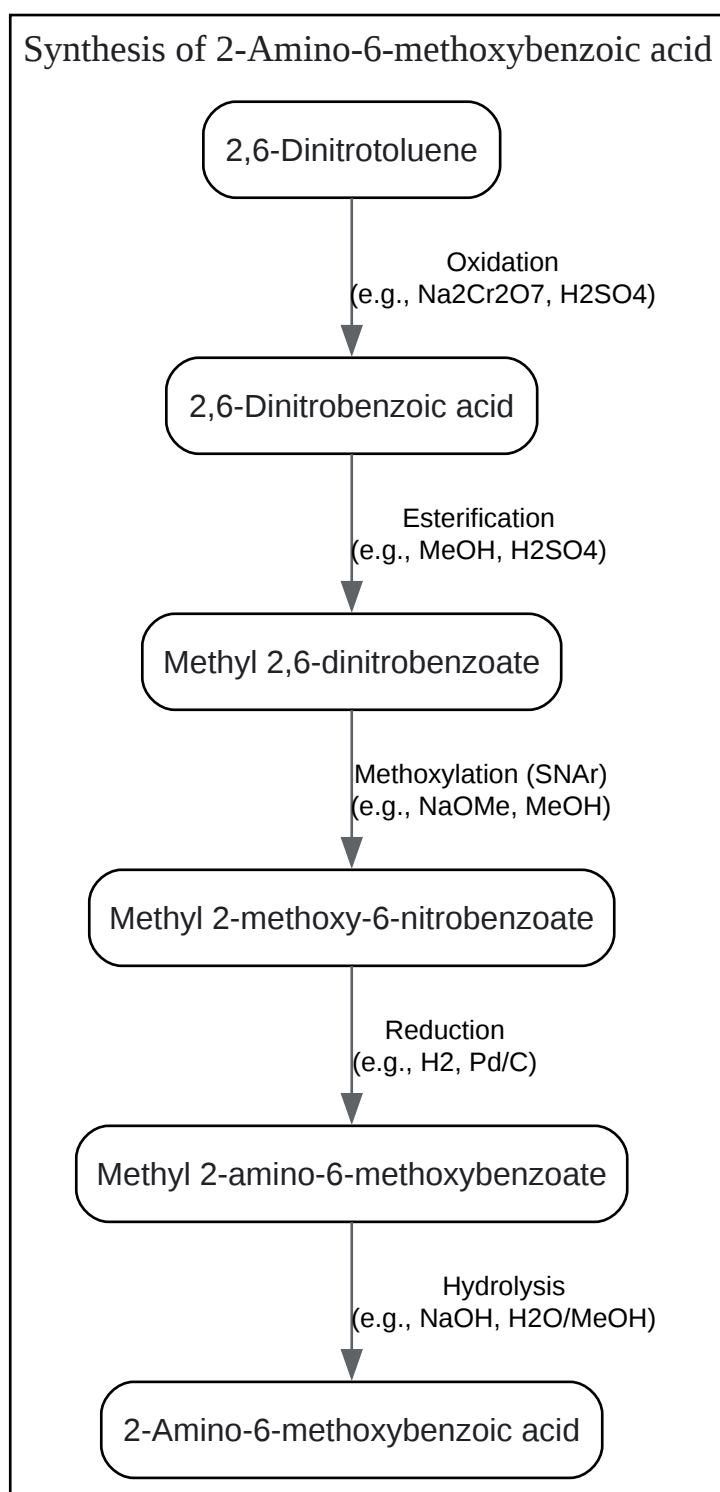 Synthesis of 2-Amino-6-methoxybenzoic acid
2,6-Dinitrotoluene
Oxidation
(e.g., Na2Cr2O7, H2SO4)
2,6-Dinitrobenzoic acid
Esterification
(e.g., MeOH, H2SO4)
Methyl 2,6-dinitrobenzoate
Methoxylation (SNAr)
(e.g., NaOMe, MeOH)
Methyl 2-methoxy-6-nitrobenzoate
Reduction
(e.g., H2, Pd/C)
Methyl 2-amino-6-methoxybenzoate
Hydrolysis
(e.g., NaOH, H2O/MeOH)
2-Amino-6-methoxybenzoic acid